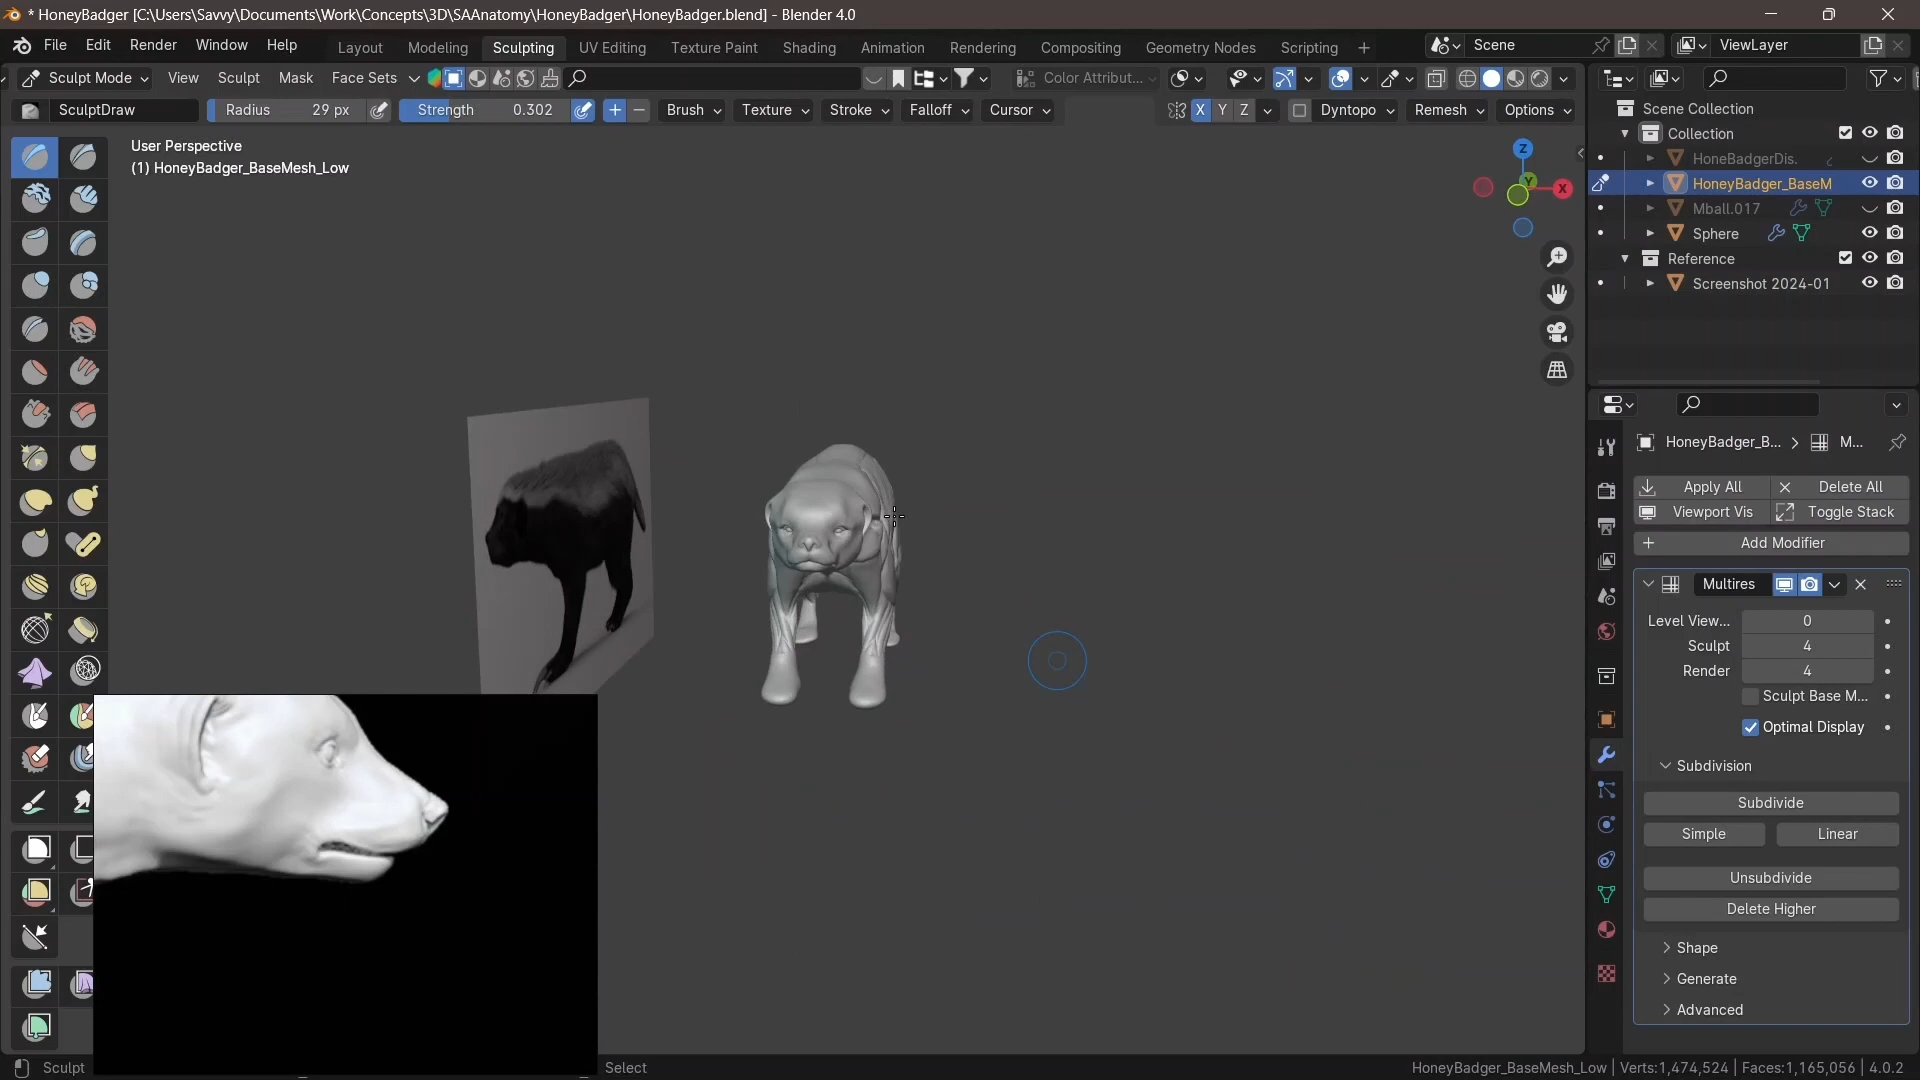 * HoneyBadger [C:\Users\Savvy\Documents\Work\Concepts\3D\SAAnatomy\HoneyBadger\HoneyBadger.blend] - Blender 4.0
File Edit Render Window Help Layout Modeling Sculpting UV Editing Texture Paint Shading Animation Rendering Compositing Geometry Nodes Scripting + Scene ViewLayer
Sculpt Mode View Sculpt Mask Face Sets Color Attribut...
SculptDraw Radius 29 px Strength 0.302 Brush Texture Stroke Falloff Cursor X Y Z Dyntopo Remesh Options
User Perspective
(1) HoneyBadger_BaseMesh_Low
Z
Y
X
Scene Collection
Collection
HoneBadgerDis.
HoneyBadger_BaseM
Mball.017
Sphere
Reference
Screenshot 2024-01
HoneyBadger_B... > M...
Apply All Delete All
Viewport Vis Toggle Stack
Add Modifier
Multires
Level View... 0
Sculpt 4
Render 4
Sculpt Base M...
Optimal Display
Subdivision
Subdivide
Simple Linear
Unsubdivide
Delete Higher
Shape
Generate
Advanced
Sculpt Select HoneyBadger_BaseMesh_Low | Verts:1,474,524 | Faces:1,165,056 | 4.0.2